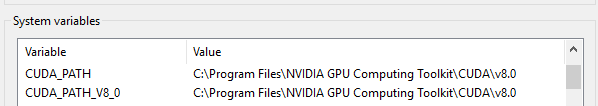 System variables
Variable Value
CUDA_PATH C:\Program Files\NVIDIA GPU Computing Toolkit\CUDA\v8.0
CUDA_PATH_V8_0 C:\Program Files\NVIDIA GPU Computing Toolkit\CUDA\v8.0